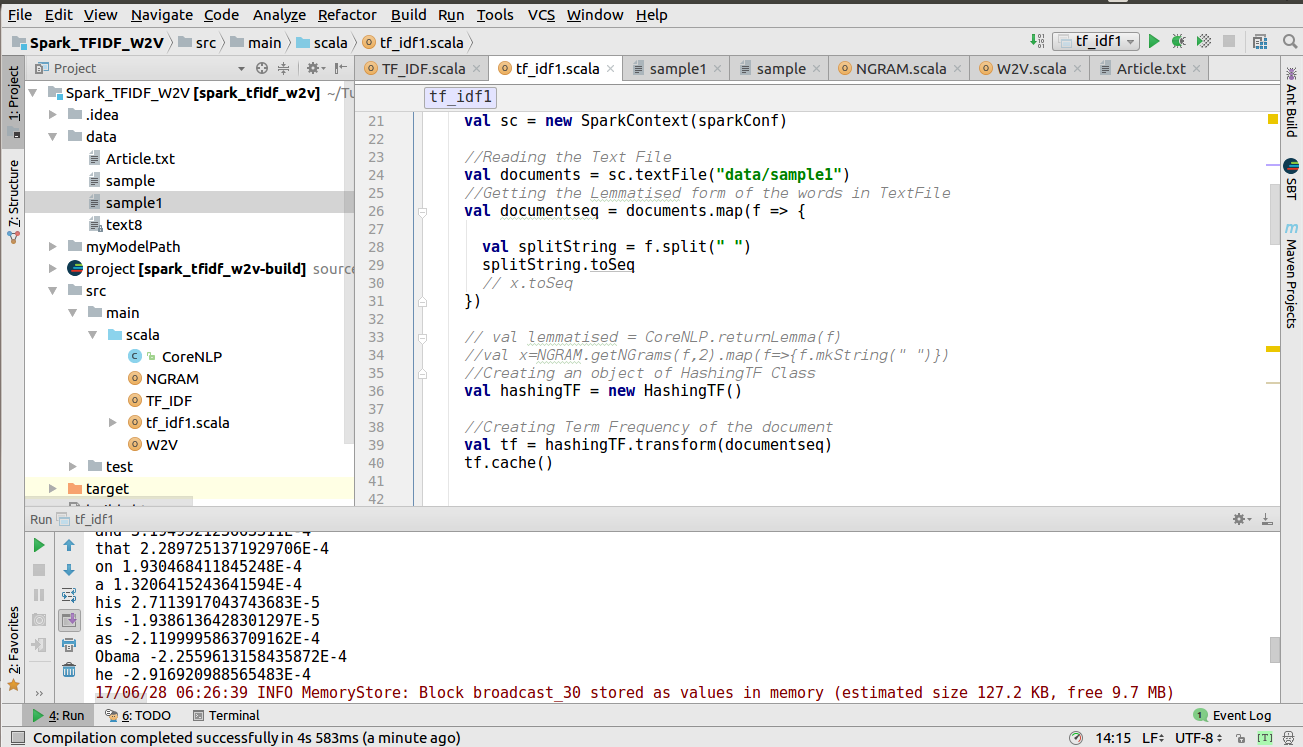 File Edit View Navigate Code Analyze Refactor Build Run Tools VCS Window Help
Spark_TFIDF_W2V src main scala tf_idf1.scala tf_idf1
Project TF_IDF.scala tf_idf1.scala sample1 sample NGRAM.scala W2V.scala Article.txt
1: Project
7: Structure
2: Favorites
Spark_TFIDF_W2V [spark_tfidf_w2v] ~/Tu
.idea
data
Article.txt
sample
sample1
text8
myModelPath
project [spark_tfidf_w2v-build] source
src
main
scala
CoreNLP
NGRAM
TF_IDF
tf_idf1.scala
W2V
test
target
tf_idf1
21 val sc = new SparkContext(sparkConf)
22
23 //Reading the Text File
24 val documents = sc.textFile("data/sample1")
25 //Getting the Lemmatised form of the words in TextFile
26 val documentseq = documents.map(f => {
27
28 val splitString = f.split(" ")
29 splitString.toSeq
30 // x.toSeq
31 })
32
33 // val lemmatised = CoreNLP.returnLemma(f)
34 //val x=NGRAM.getNGrams(f,2).map(f=>{f.mkString(" ")})
35 //Creating an object of HashingTF Class
36 val hashingTF = new HashingTF()
37
38 //Creating Term Frequency of the document
39 val tf = hashingTF.transform(documentseq)
40 tf.cache()
41
42
Ant Build
SBT
m Maven Projects
Run tf_idf1
that 2.2897251371929706E-4
on 1.930468411845248E-4
a 1.3206415243641594E-4
his 2.7113917043743683E-5
is -1.9386136428301297E-5
as -2.1199995863709162E-4
Obama -2.2559613158435872E-4
he -2.916920988565483E-4
17/06/28 06:26:39 INFO MemoryStore: Block broadcast_30 stored as values in memory (estimated size 127.2 KB, free 9.7 MB)
4: Run 6: TODO Terminal 1 Event Log
Compilation completed successfully in 4s 583ms (a minute ago) 14:15 LF UTF-8 [T]